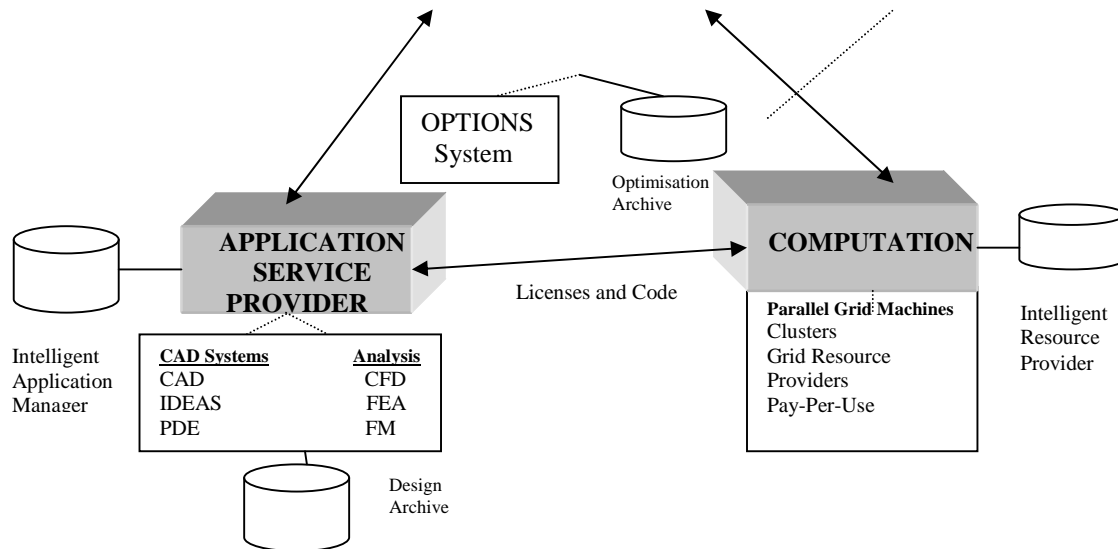 OPTIONS
System
Optimisation
Archive
APPLICATION
SERVICE
PROVIDER
COMPUTATION
Licenses and Code
Intelligent
Application
Manager
CAD Systems Analysis
CAD CFD
IDEAS FEA
PDE FM
Parallel Grid Machines
Clusters
Grid Resource
Providers
Pay-Per-Use
Intelligent
Resource
Provider
Design
Archive